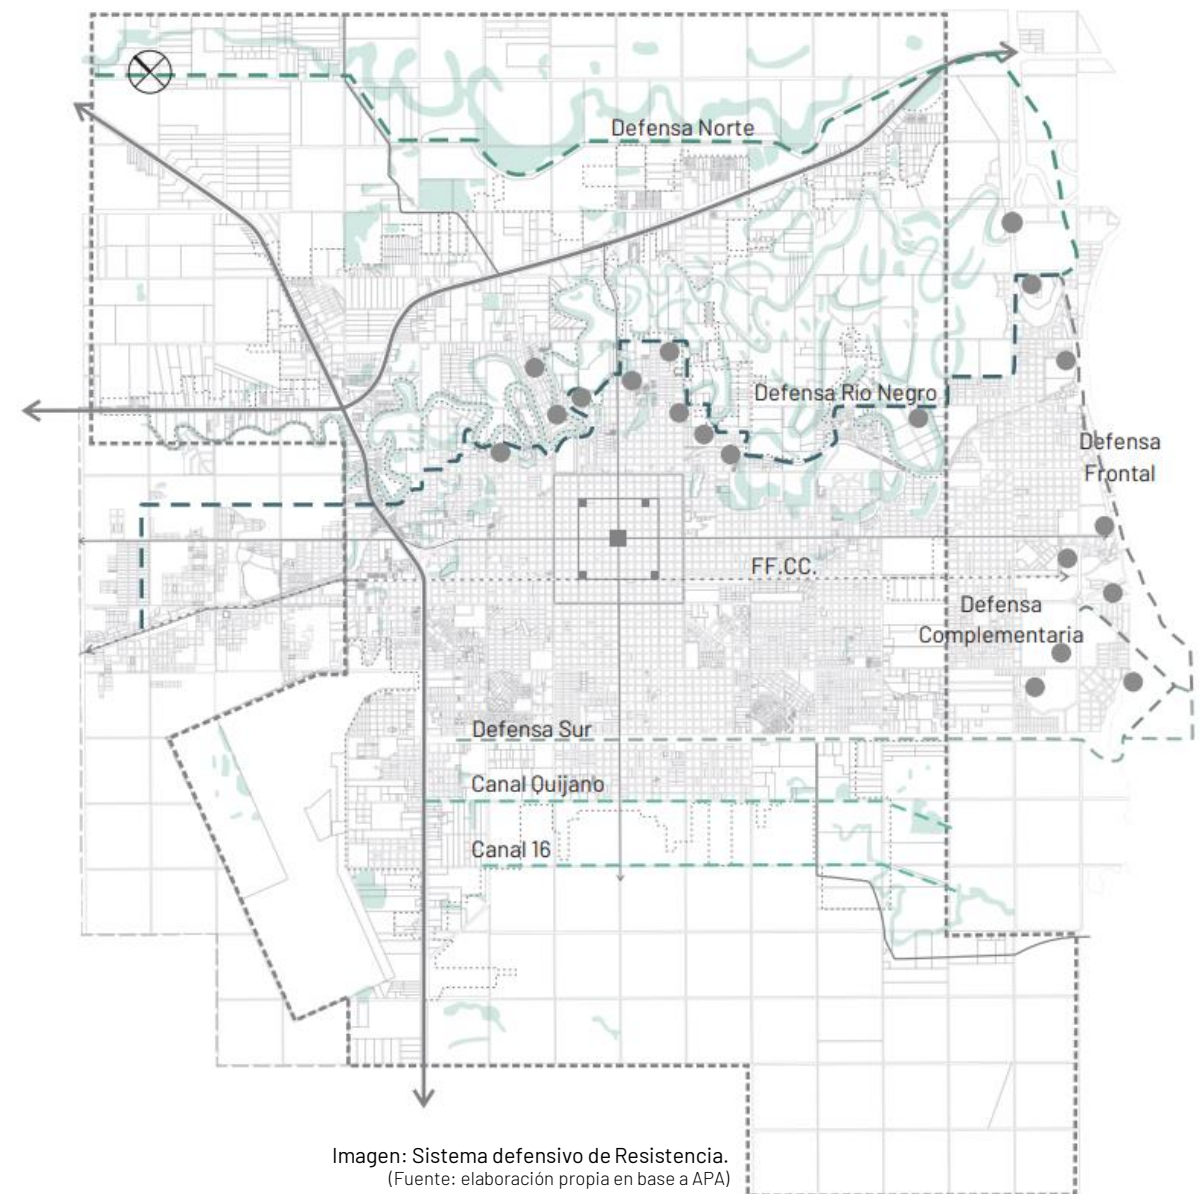 Defensa Norte
Defensa Rio Negro
Defensa
Frontal
FF.CC.
Defensa
Complementaria
Defensa Sur
Canal Quijano
Canal 16
Imagen: Sistema defensivo de Resistencia.
(Fuente: elaboración propia en base a APA)